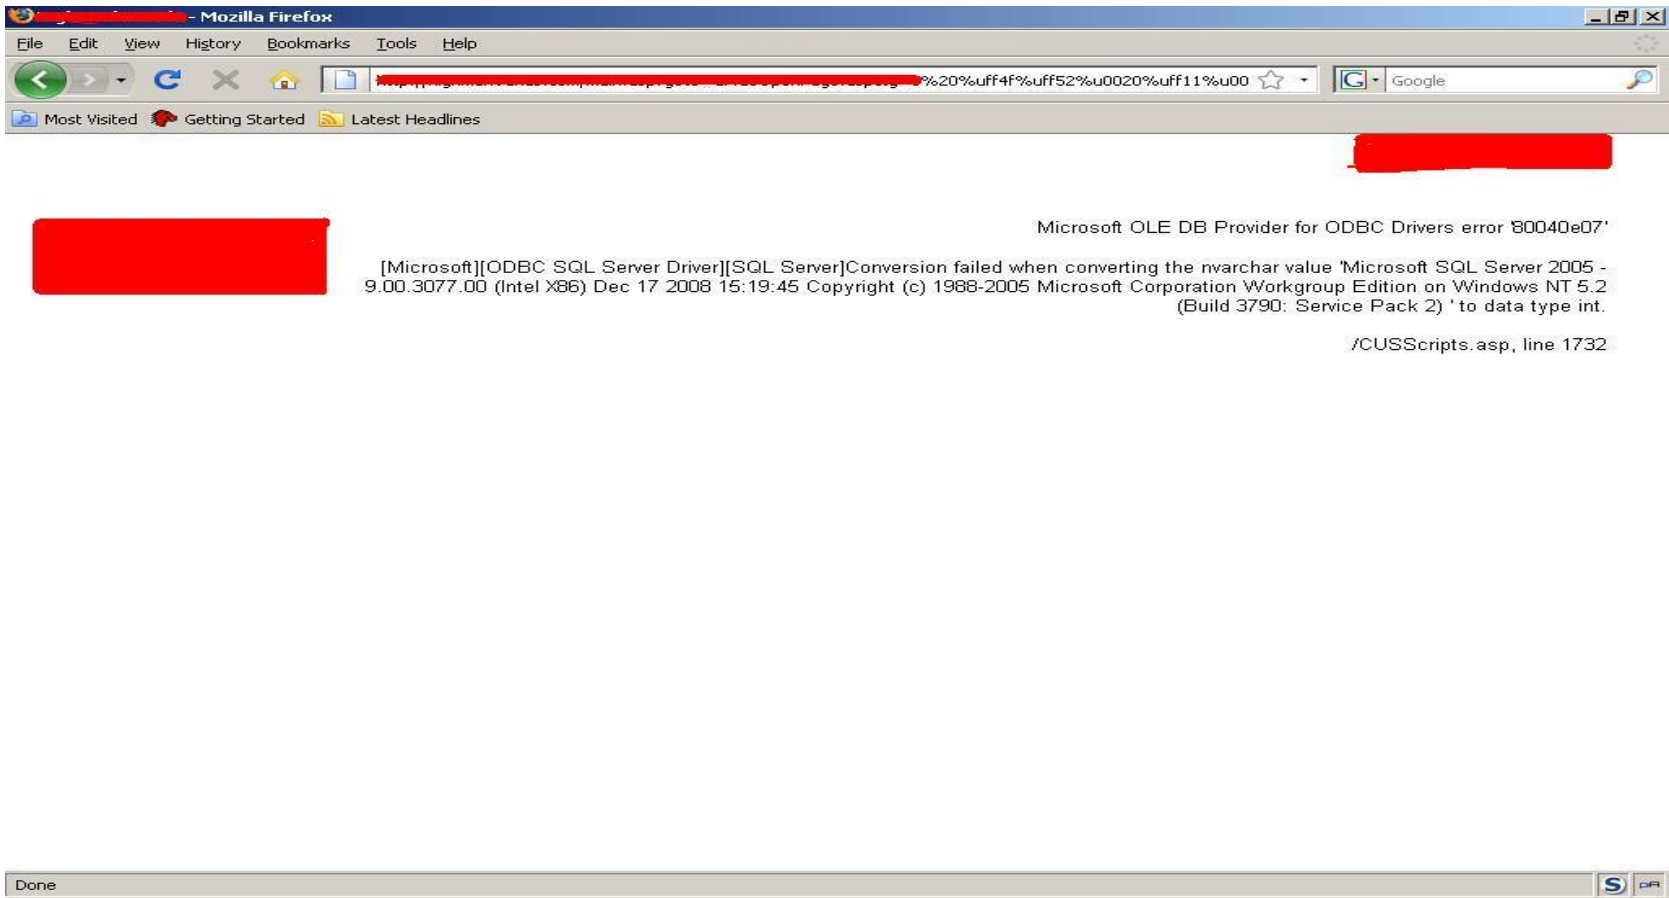 - Mozilla Firefox
File Edit View History Bookmarks Tools Help
%20%uff4f%uff52%u0020%uff11%u00
G Google
Most Visited Getting Started Latest Headlines
Microsoft OLE DB Provider for ODBC Drivers error '80040e07'
[Microsoft][ODBC SQL Server Driver][SQL Server]Conversion failed when converting the nvarchar value 'Microsoft SQL Server 2005 -
9.00.3077.00 (Intel X86) Dec 17 2008 15:19:45 Copyright (c) 1988-2005 Microsoft Corporation Workgroup Edition on Windows NT 5.2
(Build 3790: Service Pack 2) ' to data type int.
/CUSScripts.asp, line 1732
Done
S